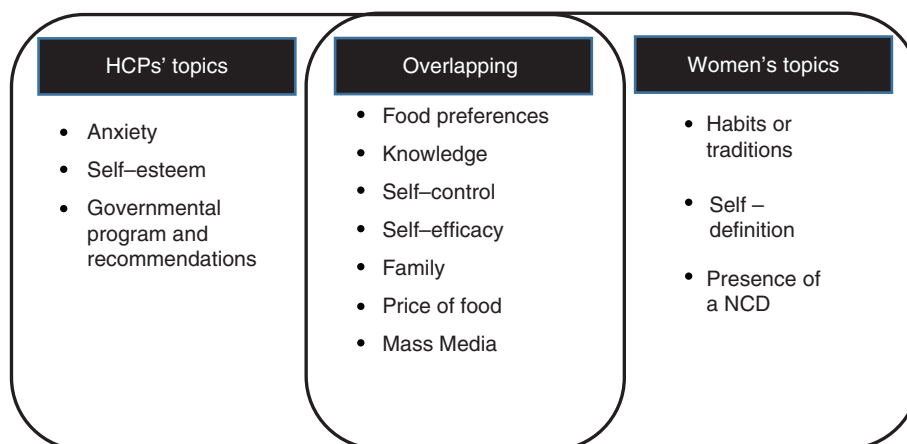 HCPs' topics
• Anxiety
• Self–esteem
• Governmental
program and
recommendations
Overlapping
• Food preferences
• Knowledge
• Self–control
• Self–efficacy
• Family
• Price of food
• Mass Media
Women's topics
• Habits or
traditions
• Self –
definition
• Presence of
a NCD